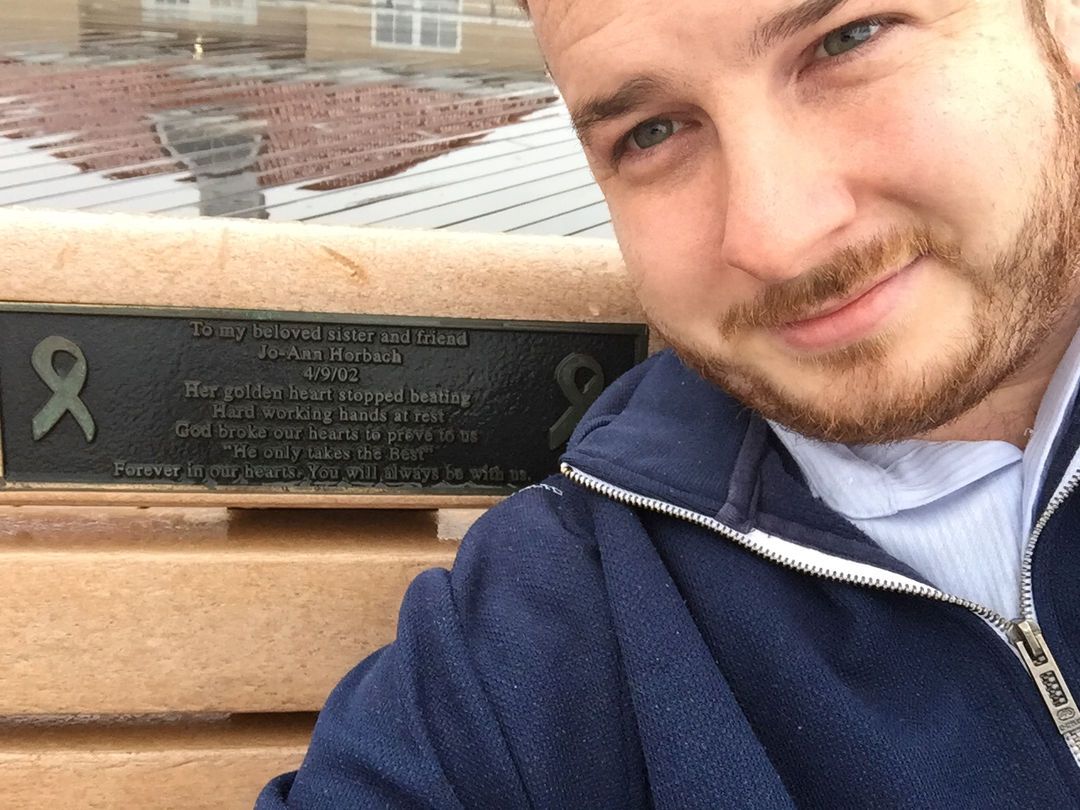 To my beloved sister and friend
Jo-Ann Horbach
4/9/02
Her golden heart stopped beating
Hard working hands at rest
God broke our hearts to prove to us
"He only takes the Best"
Forever in our hearts. You will always be with us.